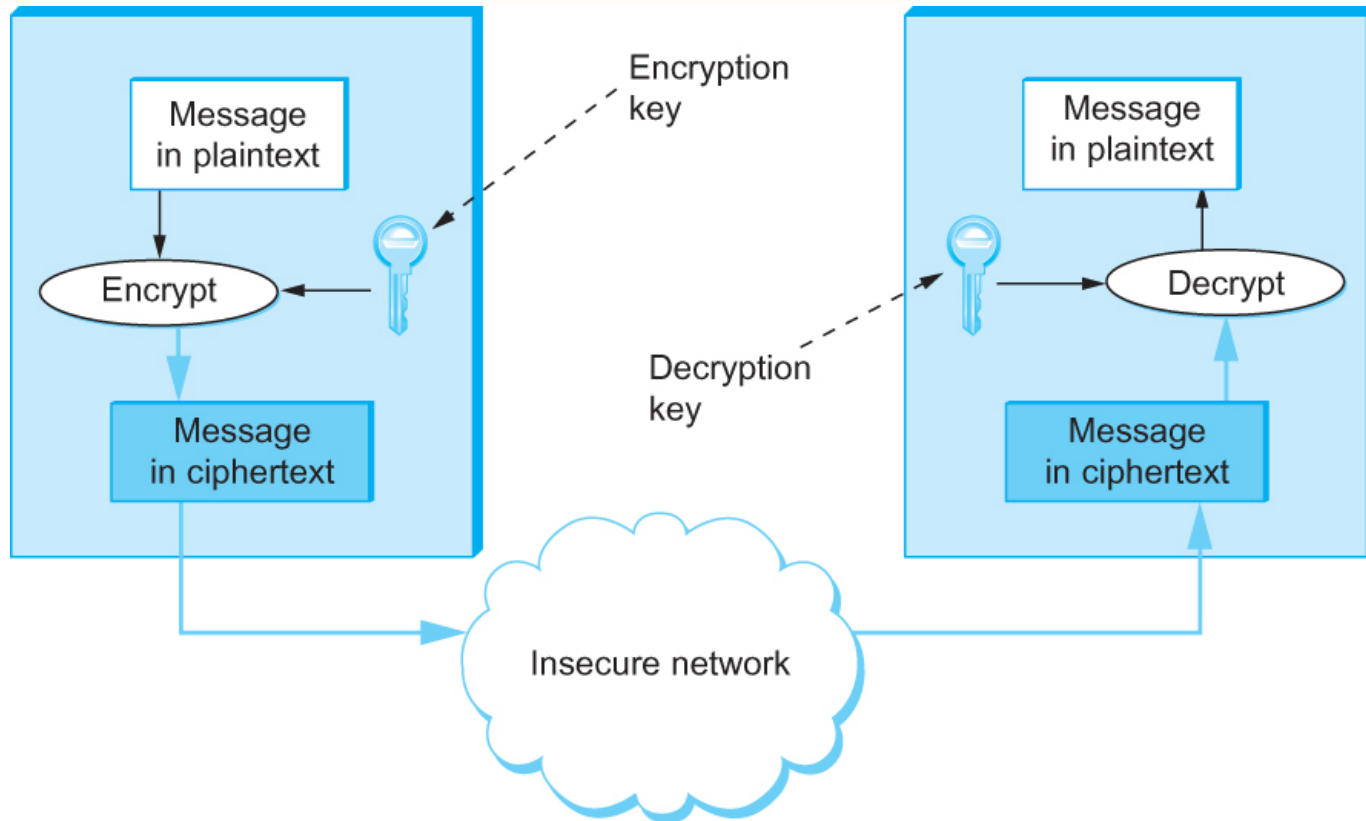 Message
in plaintext
Encrypt
Message
in ciphertext
Encryption
key
Decryption
key
Insecure network
Message
in plaintext
Decrypt
Message
in ciphertext